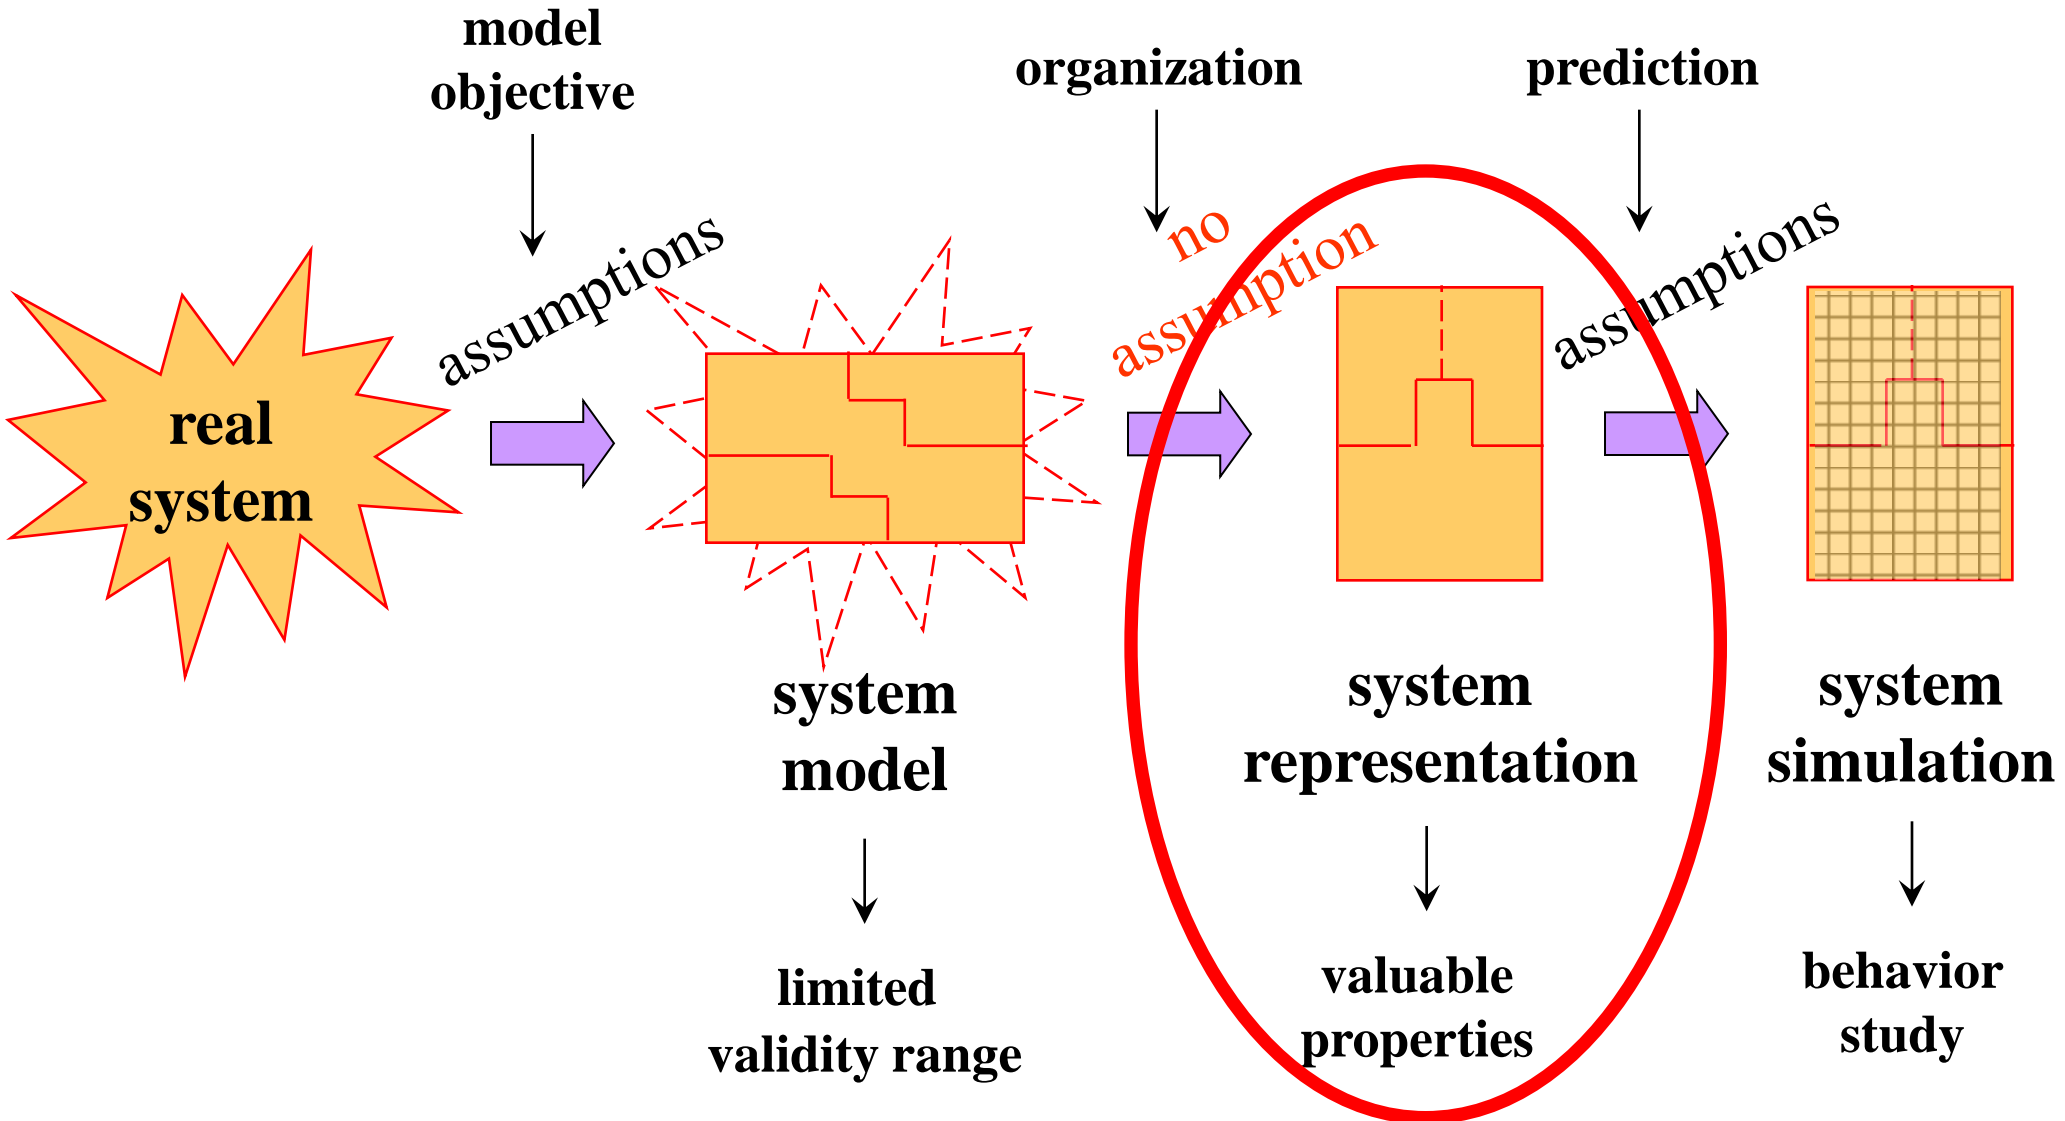 model
objective
organization
prediction
assumptions
no
assumption
assumptions
real
system
system
model
system
representation
system
simulation
limited
validity range
valuable
properties
behavior
study